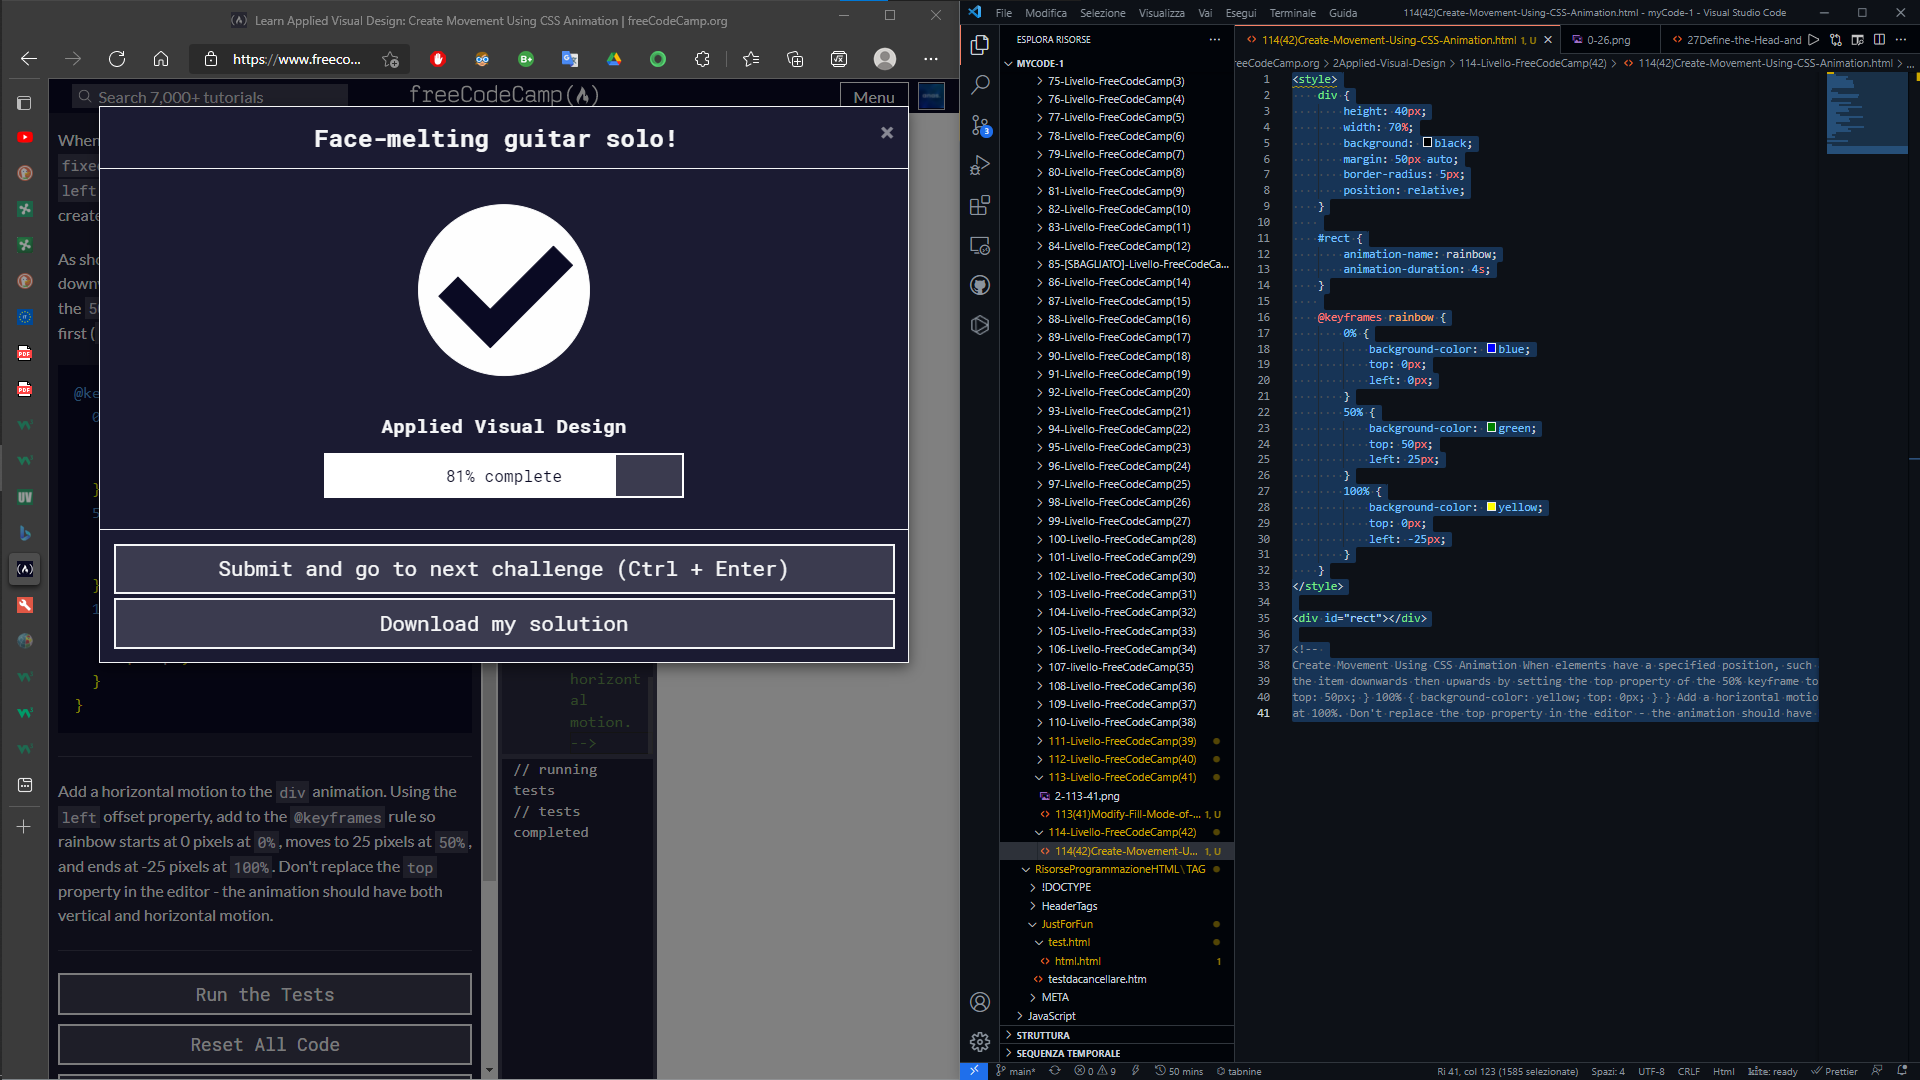 Learn Applied Visual Design: Create Movement Using CSS Animation | freeCodeCamp.org
https://www.freeco...
Search 7,000+ tutorials
freeCodeCamp(🔥)
Menu
When
fixed
left
create
As sho
down
the 50
first (
@key
0
}
5
}
1
}
}
Face-melting guitar solo!
×
Applied Visual Design
81% complete
Submit and go to next challenge (Ctrl + Enter)
Download my solution
horizont
al
motion.
-->
// running
tests
// tests
completed
Add a horizontal motion to the div animation. Using the
left offset property, add to the @keyframes rule so
rainbow starts at 0 pixels at 0%, moves to 25 pixels at 50%,
and ends at -25 pixels at 100%. Don't replace the top
property in the editor - the animation should have both
vertical and horizontal motion.
Run the Tests
Reset All Code
File Modifica Selezione Visualizza Vai Esegui Terminale Guida
114(42)Create-Movement-Using-CSS-Animation.html - myCode-1 - Visual Studio Code
ESPLORA RISORSE
114(42)Create-Movement-Using-CSS-Animation.html 1, U
0-26.png
27Define-the-Head-and
reeCodeCamp.org > 2Applied-Visual-Design > 114-Livello-FreeCodeCamp(42) > 114(42)Create-Movement-Using-CSS-Animation.html > ...
MYCODE-1
75-Livello-FreeCodeCamp(3)
76-Livello-FreeCodeCamp(4)
77-Livello-FreeCodeCamp(5)
78-Livello-FreeCodeCamp(6)
79-Livello-FreeCodeCamp(7)
80-Livello-FreeCodeCamp(8)
81-Livello-FreeCodeCamp(9)
82-Livello-FreeCodeCamp(10)
83-Livello-FreeCodeCamp(11)
84-Livello-FreeCodeCamp(12)
85-[SBAGLIATO]-Livello-FreeCodeCa...
86-Livello-FreeCodeCamp(14)
87-Livello-FreeCodeCamp(15)
88-Livello-FreeCodeCamp(16)
89-Livello-FreeCodeCamp(17)
90-Livello-FreeCodeCamp(18)
91-Livello-FreeCodeCamp(19)
92-Livello-FreeCodeCamp(20)
93-Livello-FreeCodeCamp(21)
94-Livello-FreeCodeCamp(22)
95-Livello-FreeCodeCamp(23)
96-Livello-FreeCodeCamp(24)
97-Livello-FreeCodeCamp(25)
98-Livello-FreeCodeCamp(26)
99-Livello-FreeCodeCamp(27)
100-Livello-FreeCodeCamp(28)
101-Livello-FreeCodeCamp(29)
102-Livello-FreeCodeCamp(30)
103-Livello-FreeCodeCamp(31)
104-Livello-FreeCodeCamp(32)
105-Livello-FreeCodeCamp(33)
106-Livello-FreeCodeCamp(34)
107-livello-FreeCodeCamp(35)
108-Livello-FreeCodeCamp(36)
109-Livello-FreeCodeCamp(37)
110-Livello-FreeCodeCamp(38)
111-Livello-FreeCodeCamp(39)
112-Livello-FreeCodeCamp(40)
113-Livello-FreeCodeCamp(41)
2-113-41.png
113(41)Modify-Fill-Mode-of-... 1, U
114-Livello-FreeCodeCamp(42)
114(42)Create-Movement-U... 1, U
RisorseProgrammazioneHTML\TAG
!DOCTYPE
HeaderTags
JustForFun
test.html
html.html 1
testdacancellare.htm
META
JavaScript
STRUTTURA
SEQUENZA TEMPORALE
1 <style>
2 div {
3 height: 40px;
4 width: 70%;
5 background: black;
6 margin: 50px auto;
7 border-radius: 5px;
8 position: relative;
9 }
10
11 #rect {
12 animation-name: rainbow;
13 animation-duration: 4s;
14 }
15
16 @keyframes rainbow {
17 0% {
18 background-color: blue;
19 top: 0px;
20 left: 0px;
21 }
22 50% {
23 background-color: green;
24 top: 50px;
25 left: 25px;
26 }
27 100% {
28 background-color: yellow;
29 top: 0px;
30 left: -25px;
31 }
32 }
33 </style>
34
35 <div id="rect"></div>
36
37 <!--
38 Create Movement Using CSS Animation When elements have a specified position, such
39 the item downwards then upwards by setting the top property of the 50% keyframe to
40 top: 50px; } 100% { background-color: yellow; top: 0px; } } Add a horizontal motio
41 at 100%. Don't replace the top property in the editor - the animation should have
main* 0 9 50 mins tabnine
Ri 41, col 123 (1585 selezionate) Spazi: 4 UTF-8 CRLF Html kite: ready Prettier